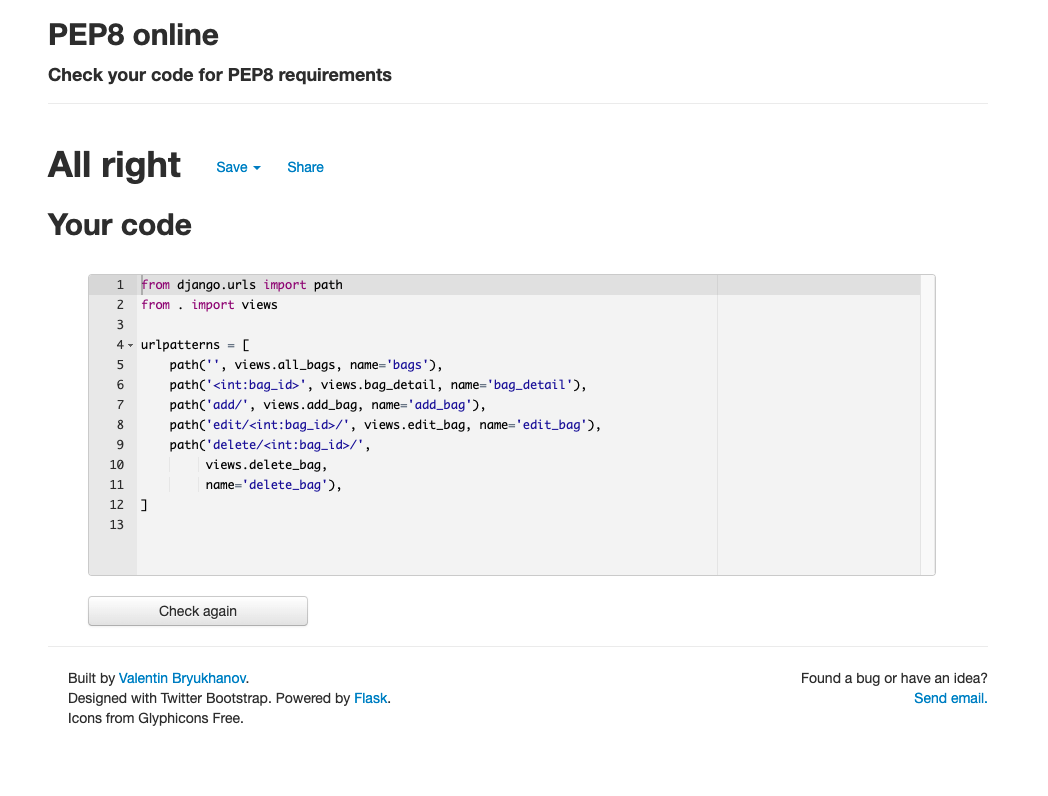 PEP8 online
Check your code for PEP8 requirements
All right Save Share
Your code
1 from django.urls import path
2 from . import views
3
4 urlpatterns = [
5     path('', views.all_bags, name='bags'),
6     path('<int:bag_id>', views.bag_detail, name='bag_detail'),
7     path('add/', views.add_bag, name='add_bag'),
8     path('edit/<int:bag_id>/', views.edit_bag, name='edit_bag'),
9     path('delete/<int:bag_id>/',
10          views.delete_bag,
11          name='delete_bag'),
12 ]
13
Check again
Built by Valentin Bryukhanov.
Designed with Twitter Bootstrap. Powered by Flask.
Icons from Glyphicons Free.
Found a bug or have an idea?
Send email.